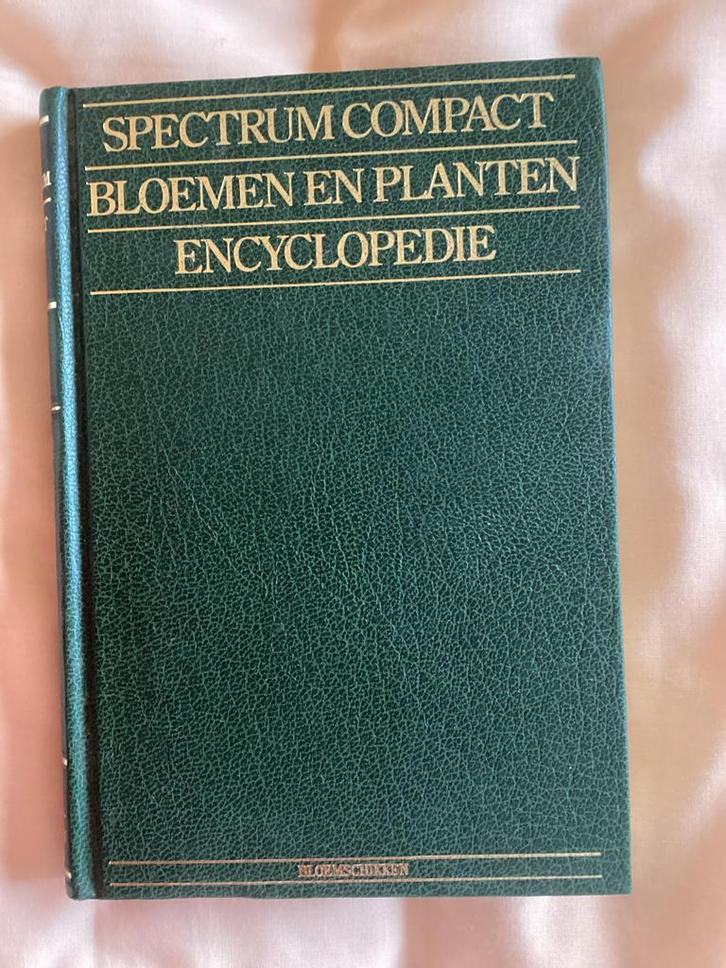 SPECTRUM COMPACT
BLOEMEN EN PLANTEN
ENCYCLOPEDIE
BLOEMSCHIKKEN